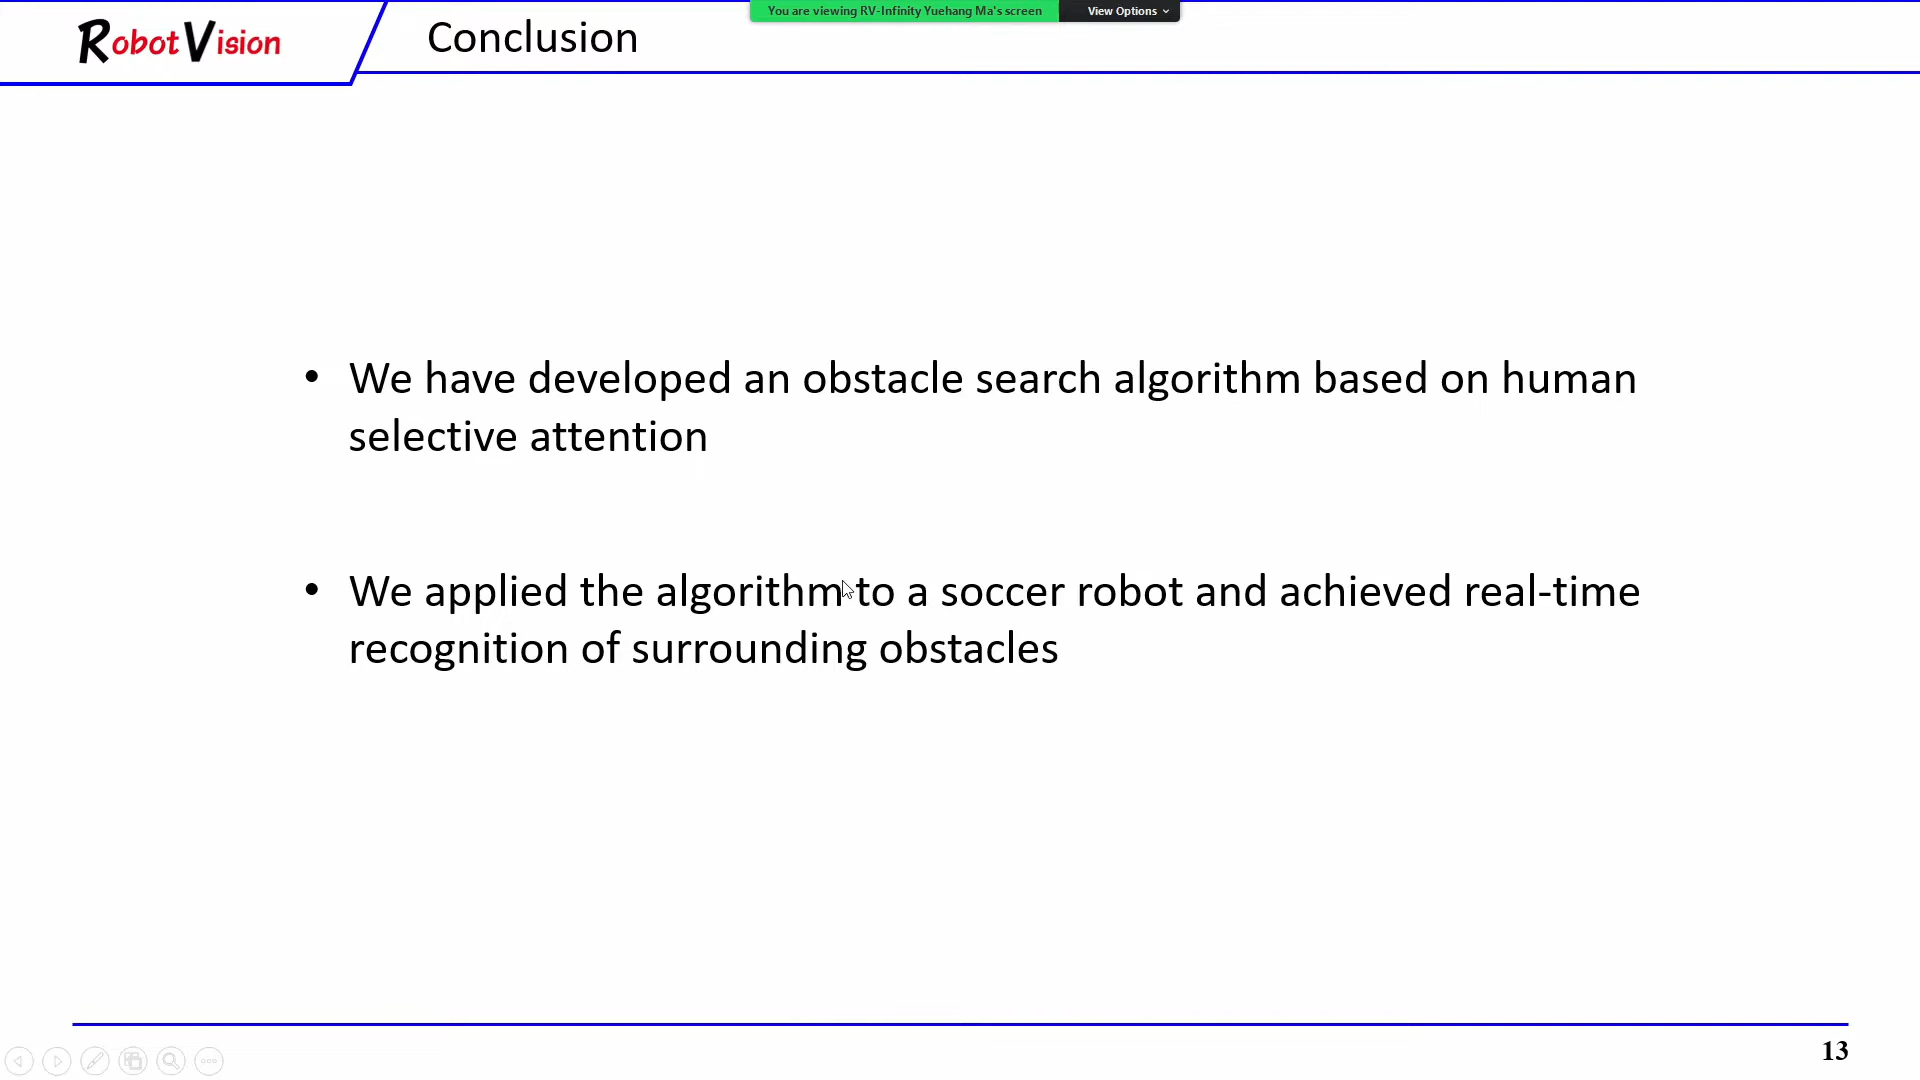 You are viewing RV-Infinity Yuehang Ma's screen View Options
RobotVision
Conclusion
• We have developed an obstacle search algorithm based on human
selective attention
• We applied the algorithm to a soccer robot and achieved real-time
recognition of surrounding obstacles
13